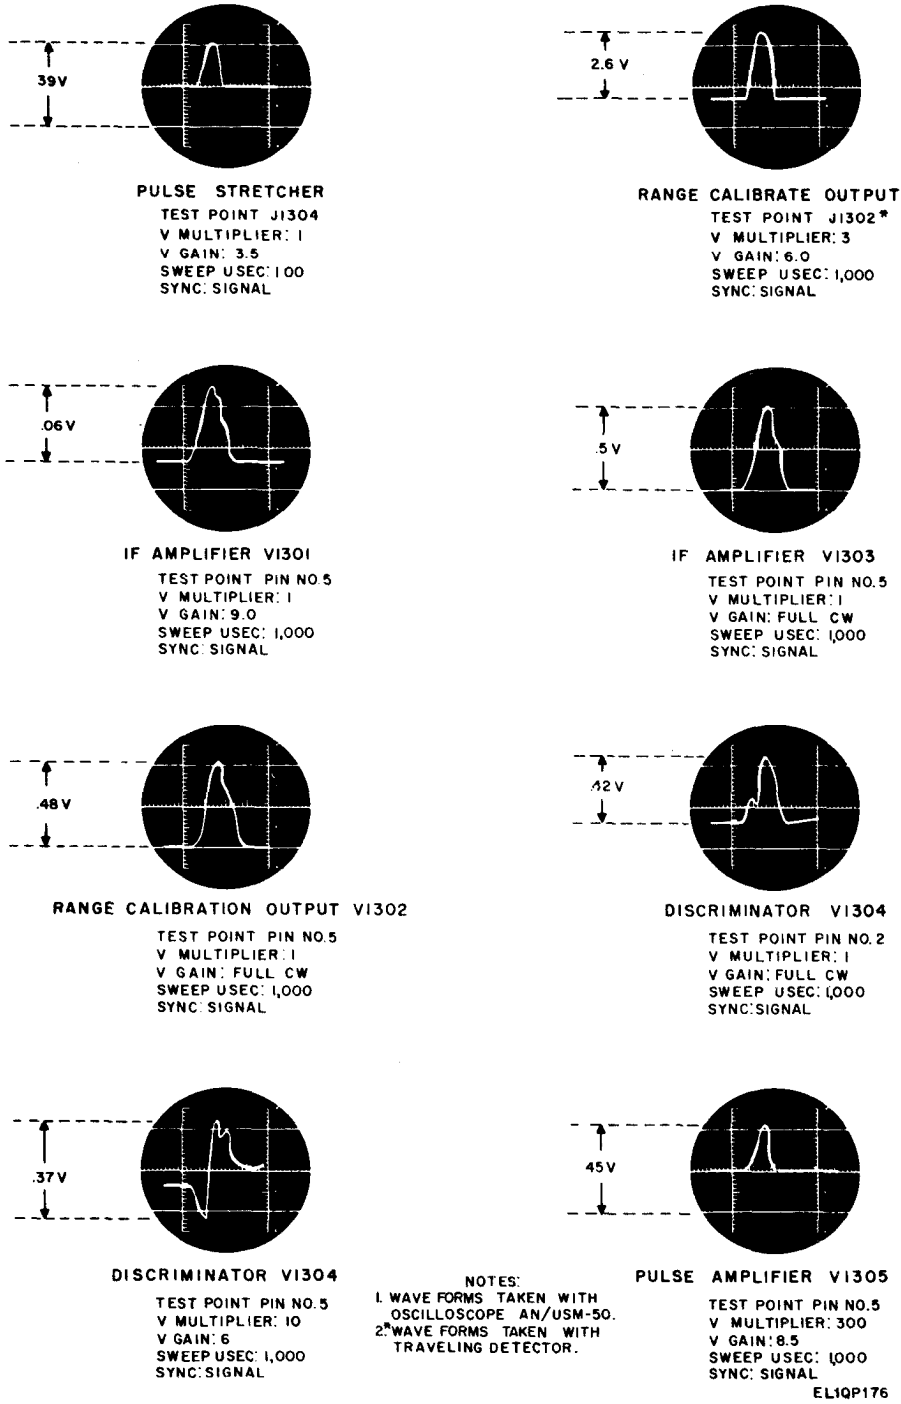 39V
PULSE STRETCHER
TEST POINT J1304
V MULTIPLIER: 1
V GAIN: 3.5
SWEEP USEC: 100
SYNC: SIGNAL
2.6 V
RANGE CALIBRATE OUTPUT
TEST POINT J1302*
V MULTIPLIER: 3
V GAIN: 6.0
SWEEP USEC: 1,000
SYNC: SIGNAL
.06 V
IF AMPLIFIER V1301
TEST POINT PIN NO.5
V MULTIPLIER: 1
V GAIN: 9.0
SWEEP USEC: 1,000
SYNC: SIGNAL
.5 V
IF AMPLIFIER V1303
TEST POINT PIN NO.5
V MULTIPLIER: 1
V GAIN: FULL CW
SWEEP USEC: 1,000
SYNC: SIGNAL
.48 V
RANGE CALIBRATION OUTPUT V1302
TEST POINT PIN NO.5
V MULTIPLIER: 1
V GAIN: FULL CW
SWEEP USEC: 1,000
SYNC: SIGNAL
.42 V
DISCRIMINATOR V1304
TEST POINT PIN NO. 2
V MULTIPLIER: 1
V GAIN: FULL CW
SWEEP USEC: 1,000
SYNC: SIGNAL
.37 V
DISCRIMINATOR V1304
TEST POINT PIN NO. 5
V MULTIPLIER: 10
V GAIN: 6
SWEEP USEC: 1,000
SYNC: SIGNAL
NOTES:
1. WAVE FORMS TAKEN WITH
OSCILLOSCOPE AN/USM-50.
2.*WAVE FORMS TAKEN WITH
TRAVELING DETECTOR.
45 V
PULSE AMPLIFIER V1305
TEST POINT PIN NO.5
V MULTIPLIER: 300
V GAIN: 8.5
SWEEP USEC: 1,000
SYNC: SIGNAL
EL1QP176